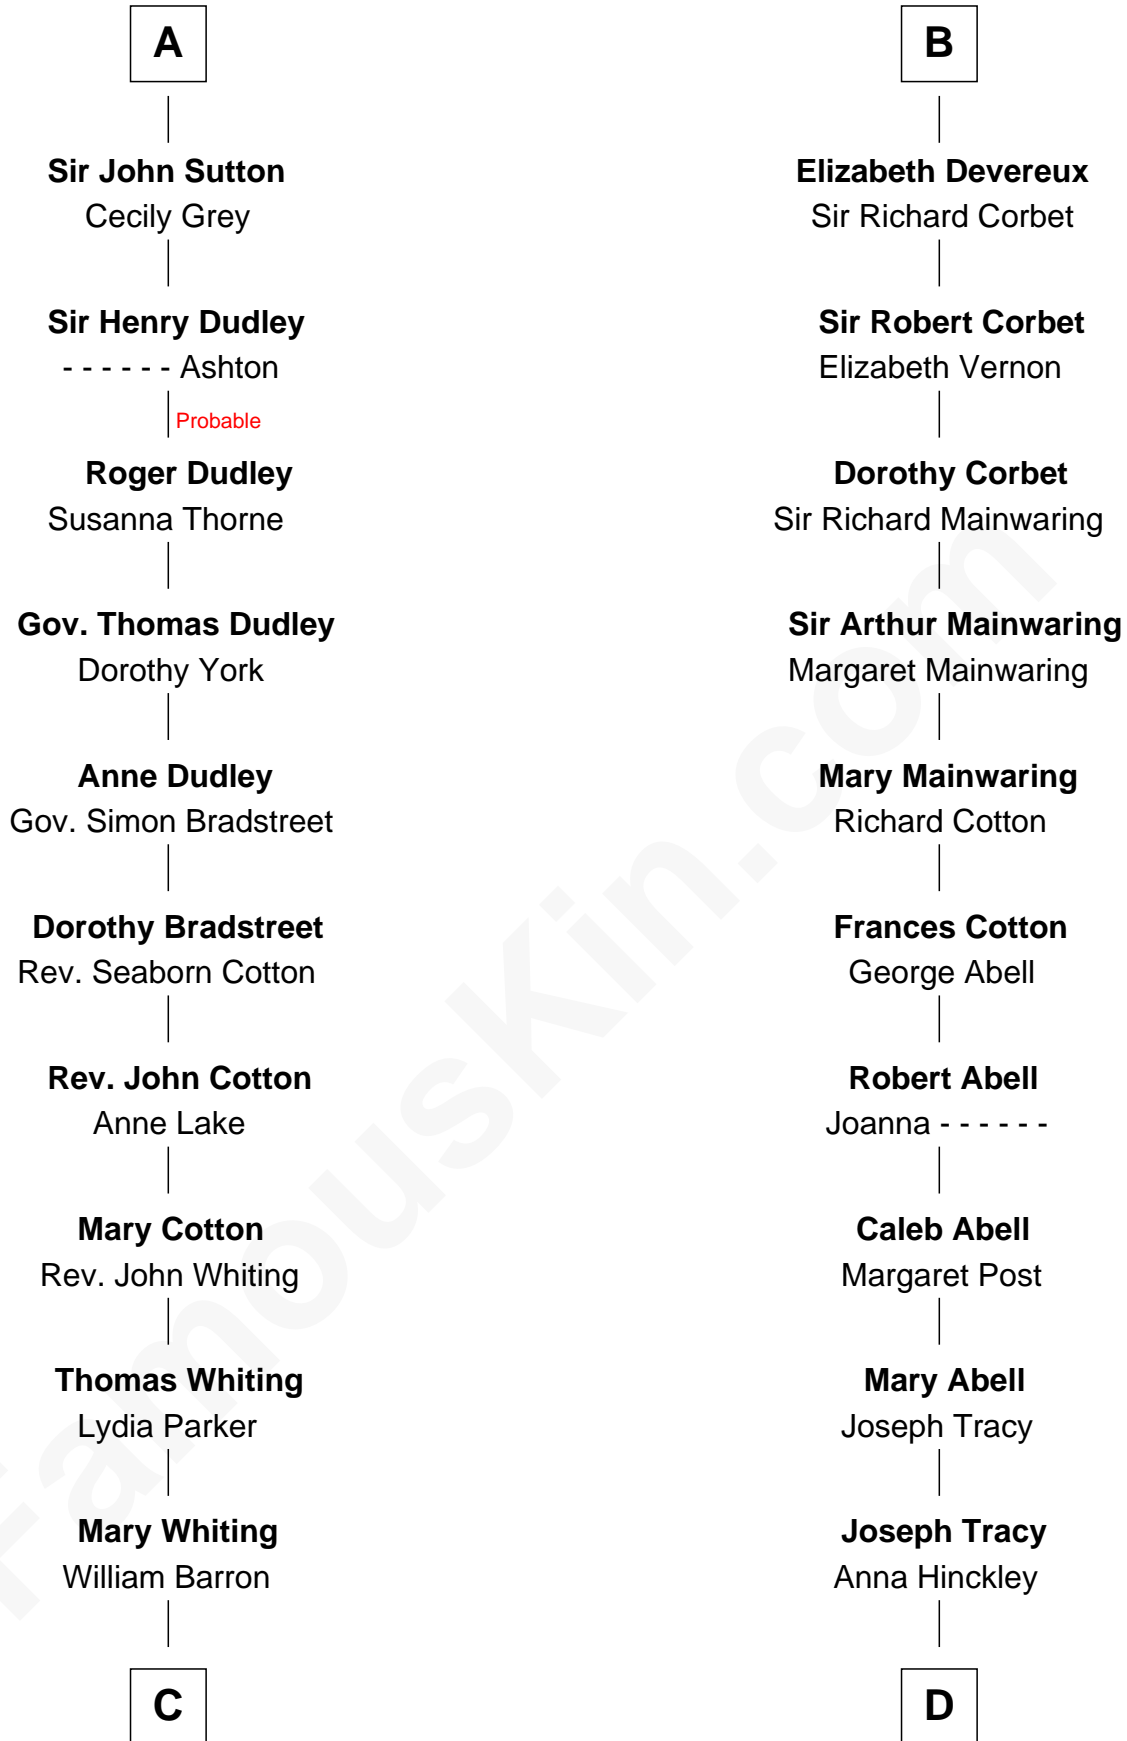 A
Sir John Sutton
Cecily Grey
Sir Henry Dudley
- - - - - - Ashton
Probable
Roger Dudley
Susanna Thorne
Gov. Thomas Dudley
Dorothy York
Anne Dudley
Gov. Simon Bradstreet
Dorothy Bradstreet
Rev. Seaborn Cotton
Rev. John Cotton
Anne Lake
Mary Cotton
Rev. John Whiting
Thomas Whiting
Lydia Parker
Mary Whiting
William Barron
C
B
Elizabeth Devereux
Sir Richard Corbet
Sir Robert Corbet
Elizabeth Vernon
Dorothy Corbet
Sir Richard Mainwaring
Sir Arthur Mainwaring
Margaret Mainwaring
Mary Mainwaring
Richard Cotton
Frances Cotton
George Abell
Robert Abell
Joanna - - - - - -
Caleb Abell
Margaret Post
Mary Abell
Joseph Tracy
Joseph Tracy
Anna Hinckley
D
FamousKin.com